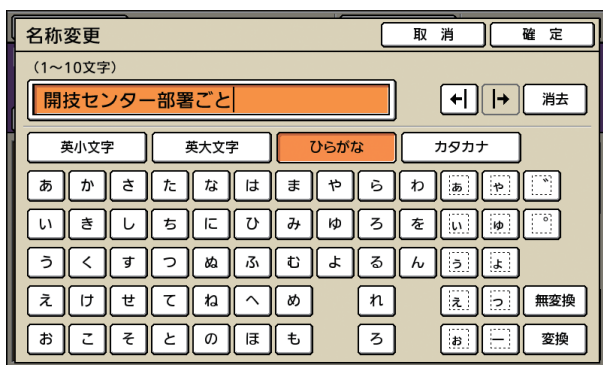 名称変更 取 消 確 定
（1～10文字）
開技センター部署ごと 消去
英小文字 英大文字 ひらがな カタカナ
あ か さ た な は ま や ら わ ぁ ゃ ゛
い き し ち に ひ み ゆ ろ を ぃ ゅ ゜
う く す つ ぬ ふ む よ る ん ぅ ょ
え け せ て ね へ め れ ぇ っ 無変換
お こ そ と の ほ も ろ ぉ ー 変換